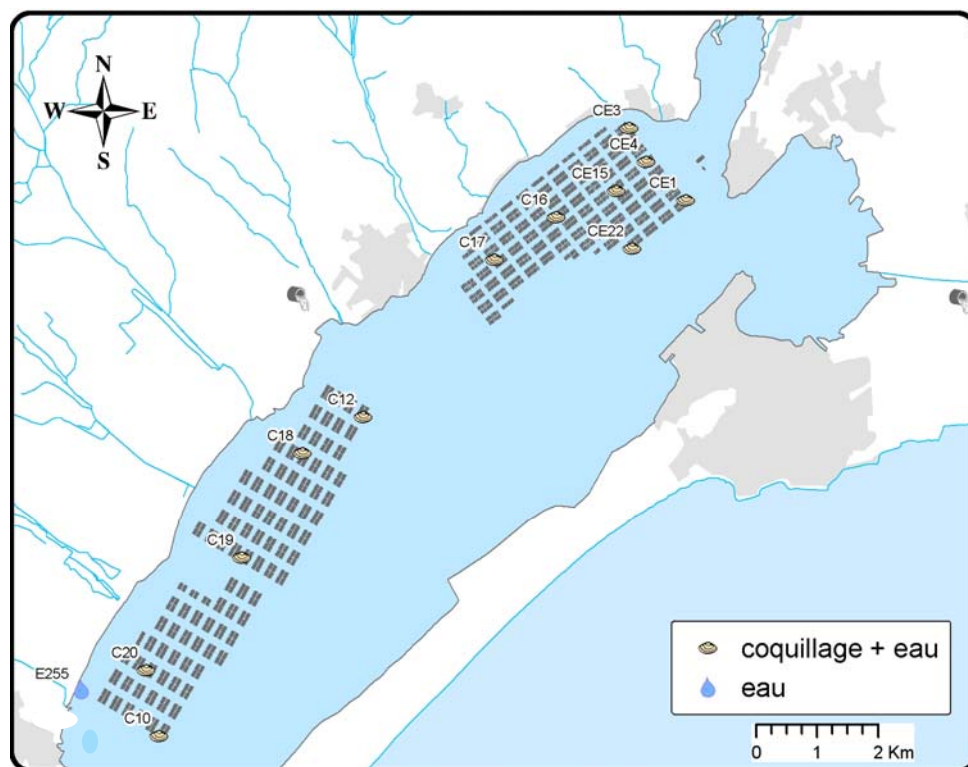 N
W E
S
CE3
CE4
CE15
CE1
C16
CE22
C17
C12
C18
C19
C20
E255
C10
coquillage + eau
eau
0 1 2 Km